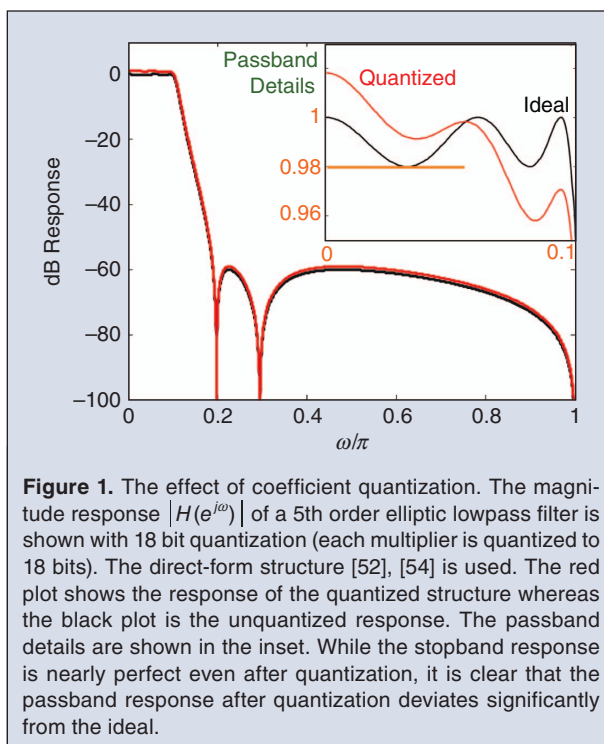 Passband
Details
Quantized
Ideal
1
0.98
0.96
0
0.1
0
−20
−40
−60
−80
−100
dB Response
0
0.2
0.4
0.6
0.8
1
ω/π
Figure 1. The effect of coefficient quantization. The magni-
tude response |H(e^{jω})| of a 5th order elliptic lowpass filter is
shown with 18 bit quantization (each multiplier is quantized to
18 bits). The direct-form structure [52], [54] is used. The red
plot shows the response of the quantized structure whereas
the black plot is the unquantized response. The passband
details are shown in the inset. While the stopband response
is nearly perfect even after quantization, it is clear that the
passband response after quantization deviates significantly
from the ideal.